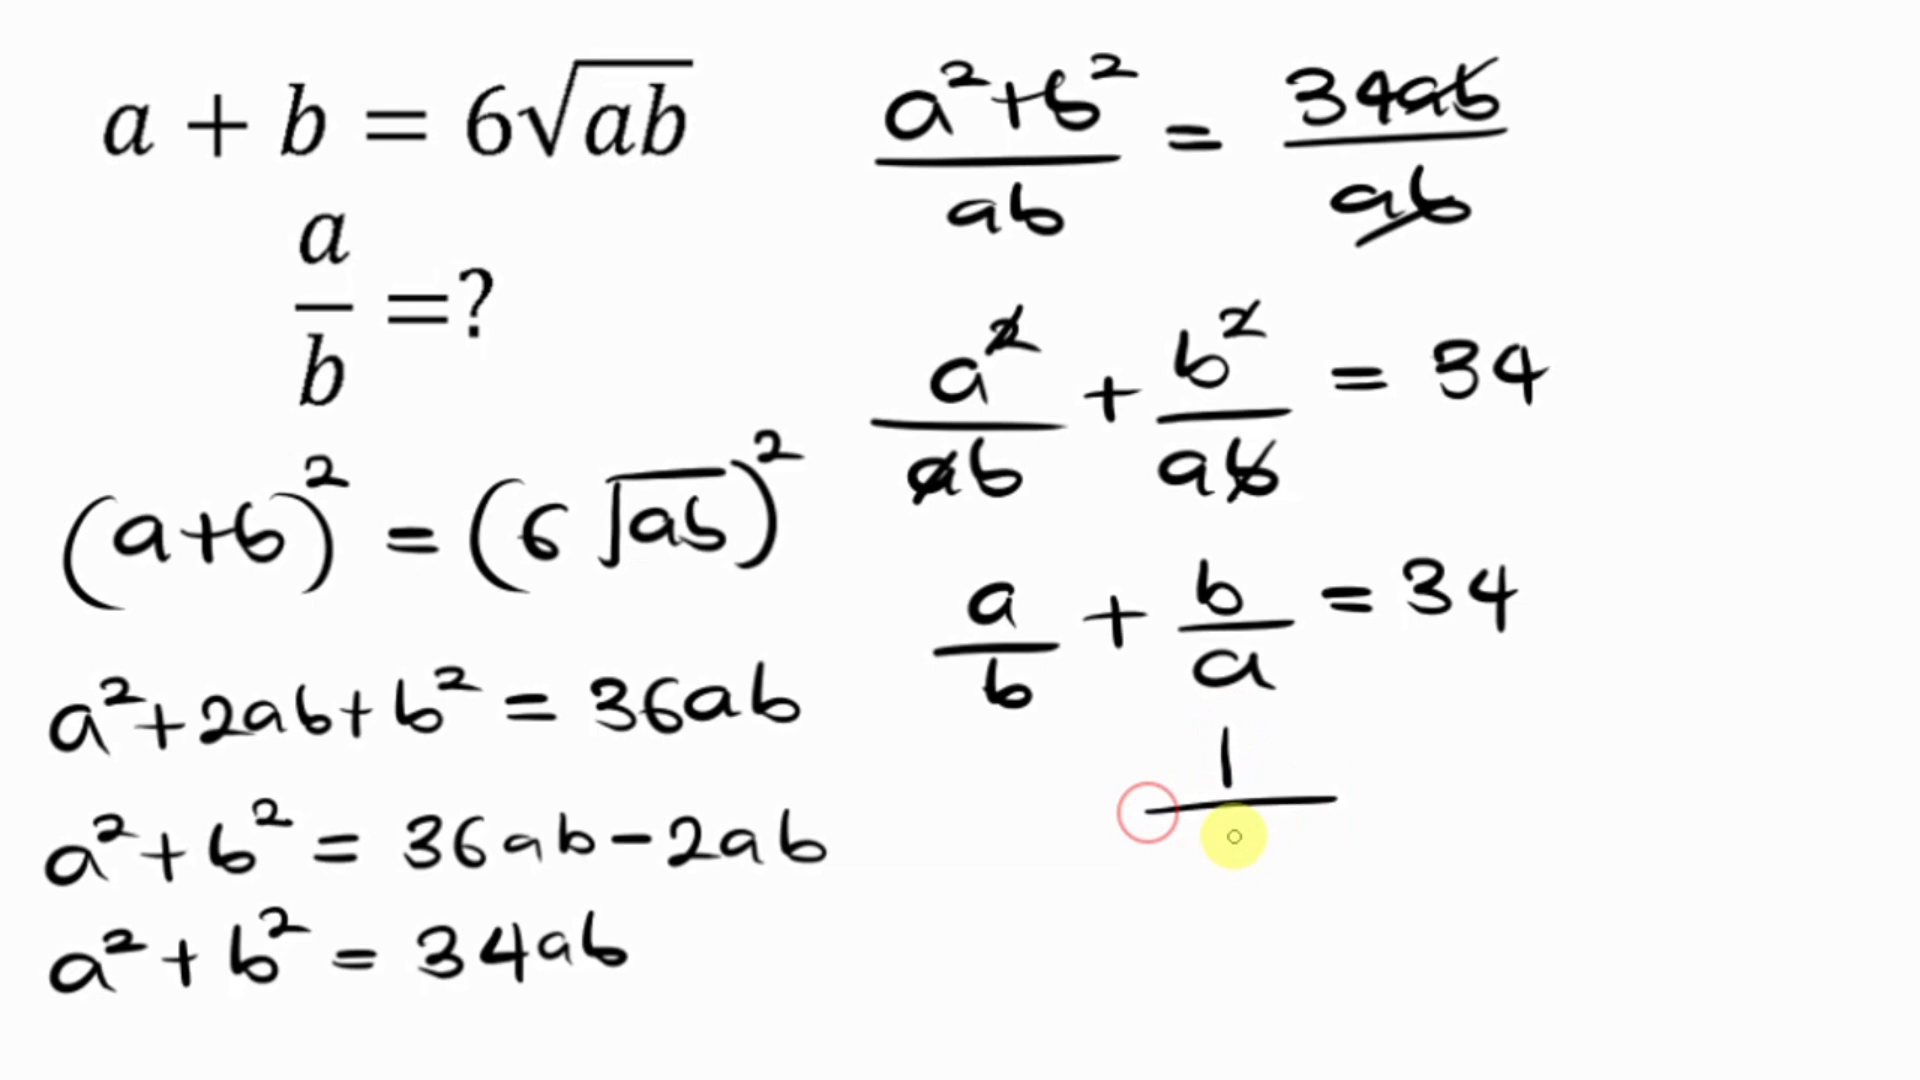 a + b = 6√ab
a/b =?
(a+b)² = (6√ab)²
a²+2ab+b² = 36ab
a²+b² = 36ab-2ab
a²+b² = 34ab
(a²+b²)/ab = 34ab/ab
a²/ab + b²/ab = 34
a/b + b/a = 34
1